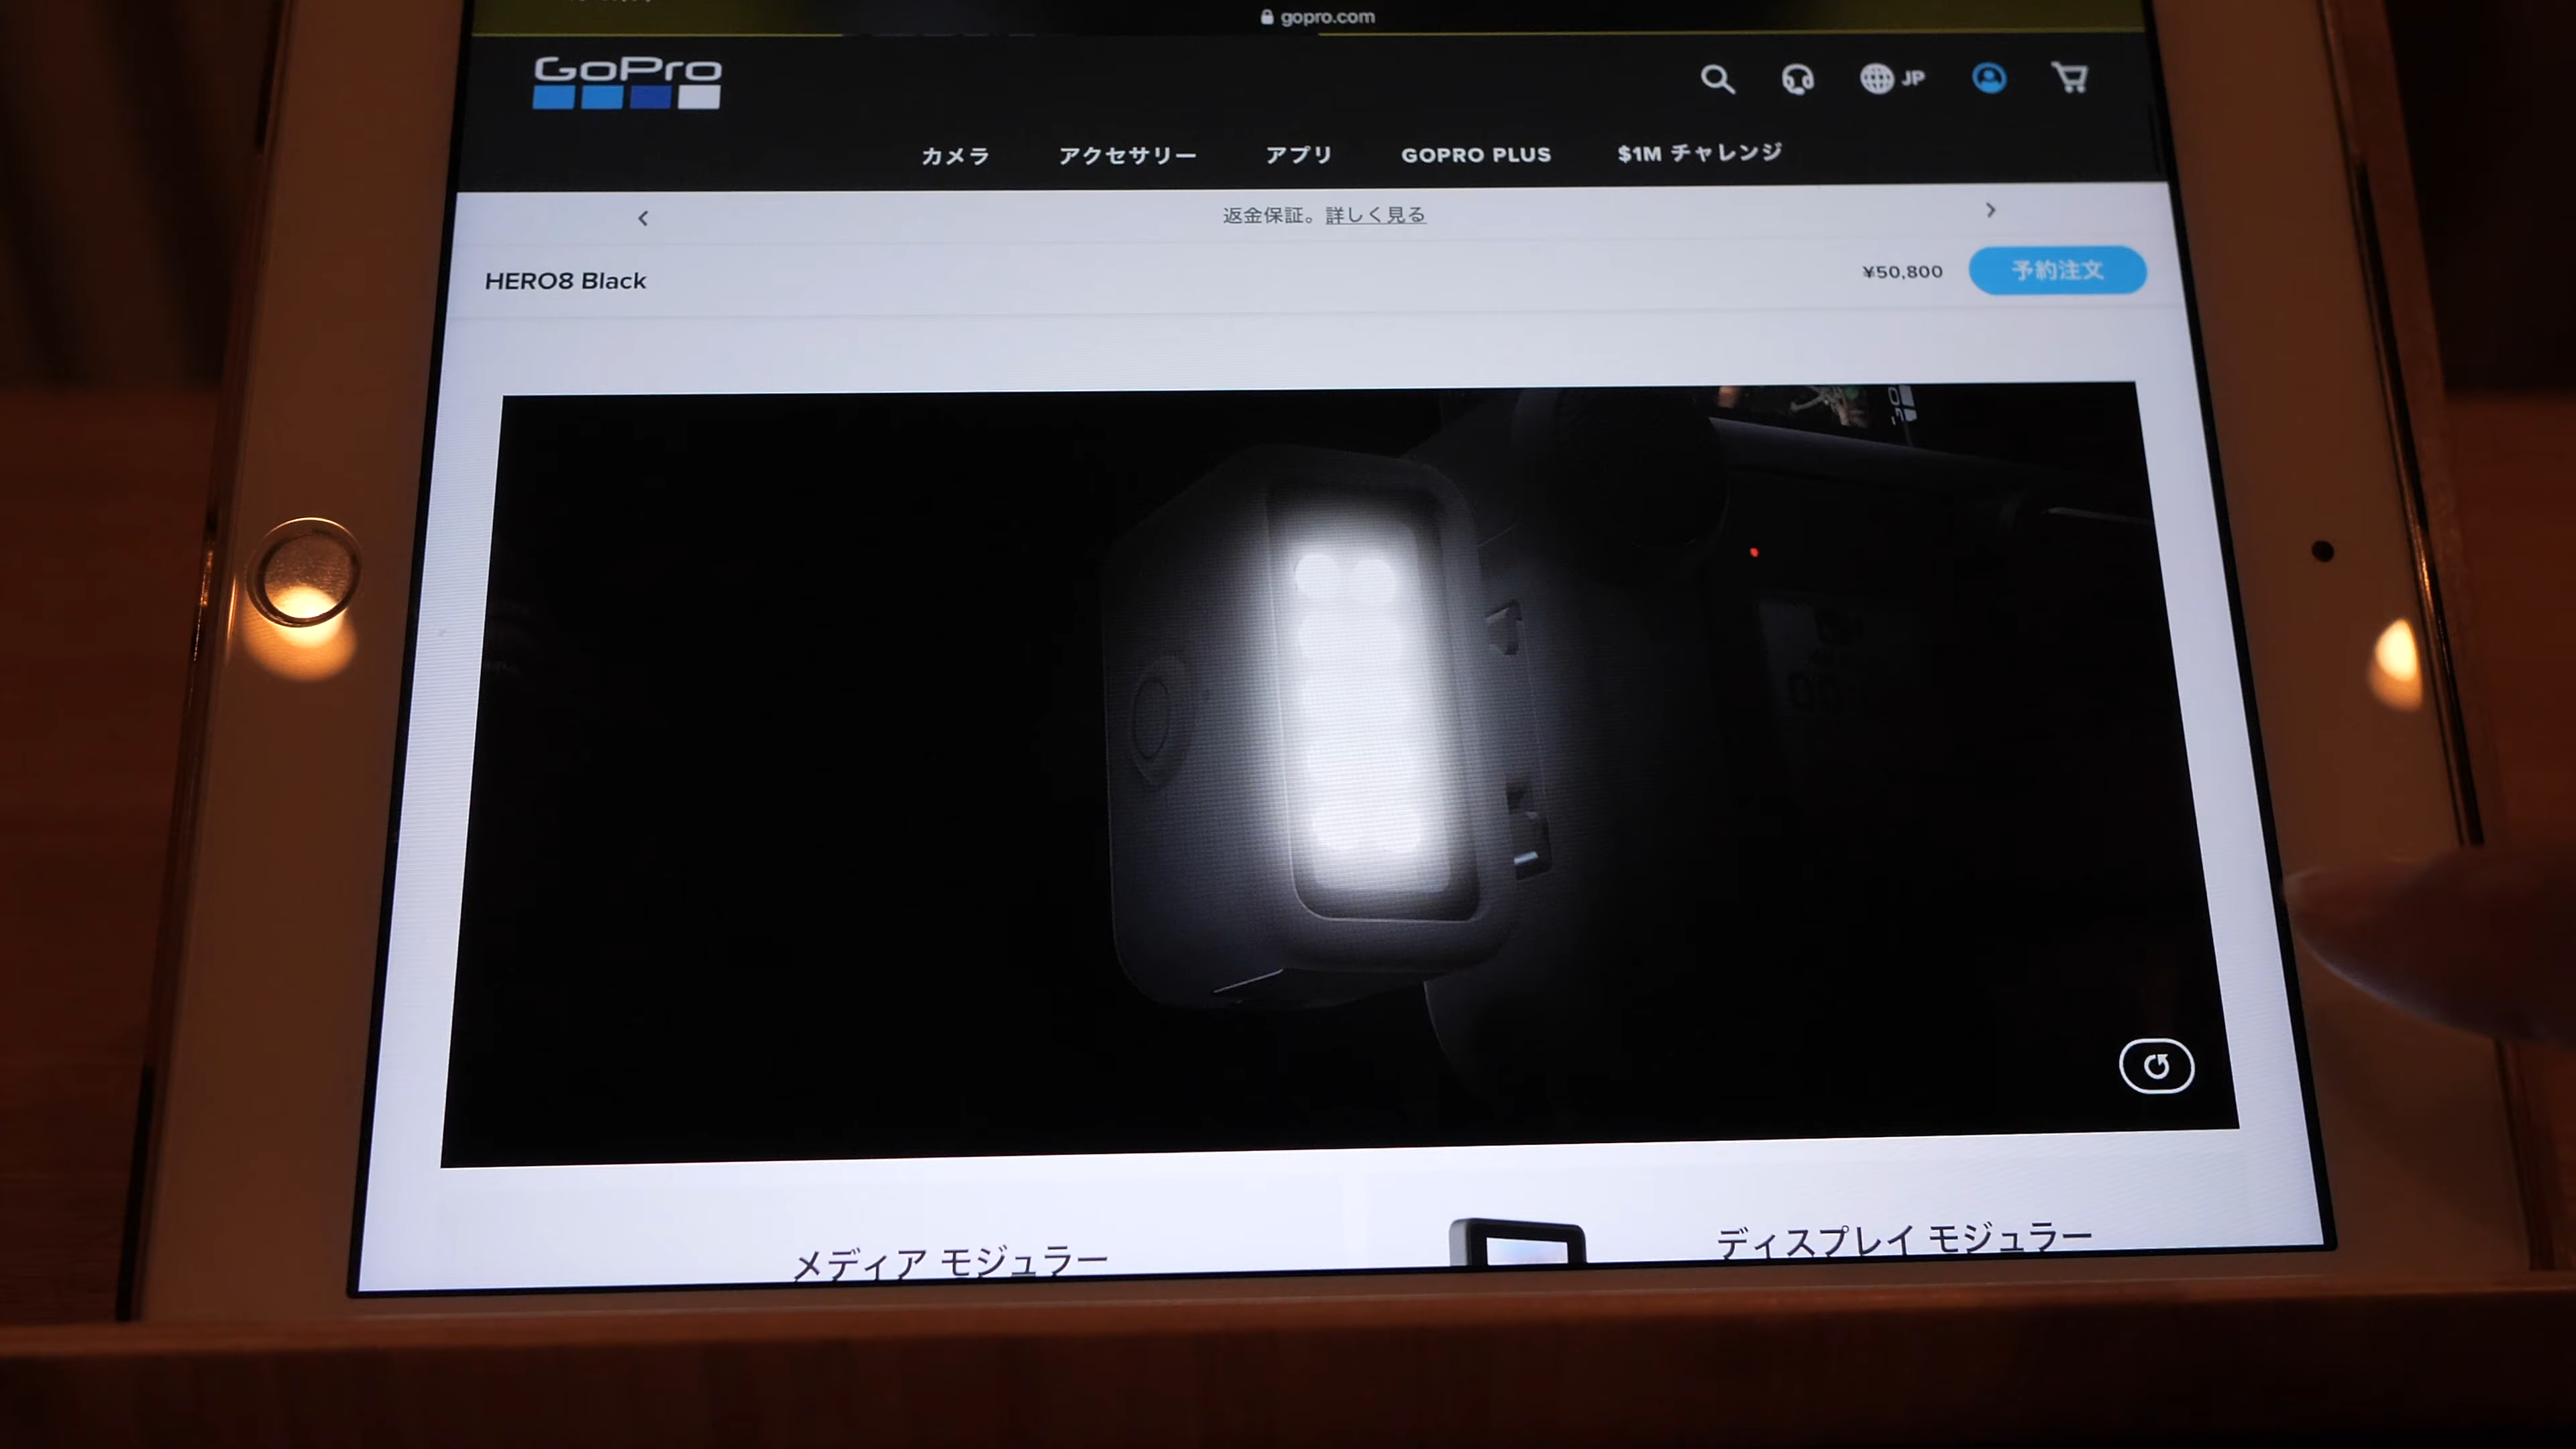 gopro.com
GoPro
JP
カメラ アクセサリー アプリ GOPRO PLUS $1M チャレンジ
返金保証。詳しく見る
HERO8 Black ¥50,800 予約注文
メディア モジュラー ディスプレイ モジュラー